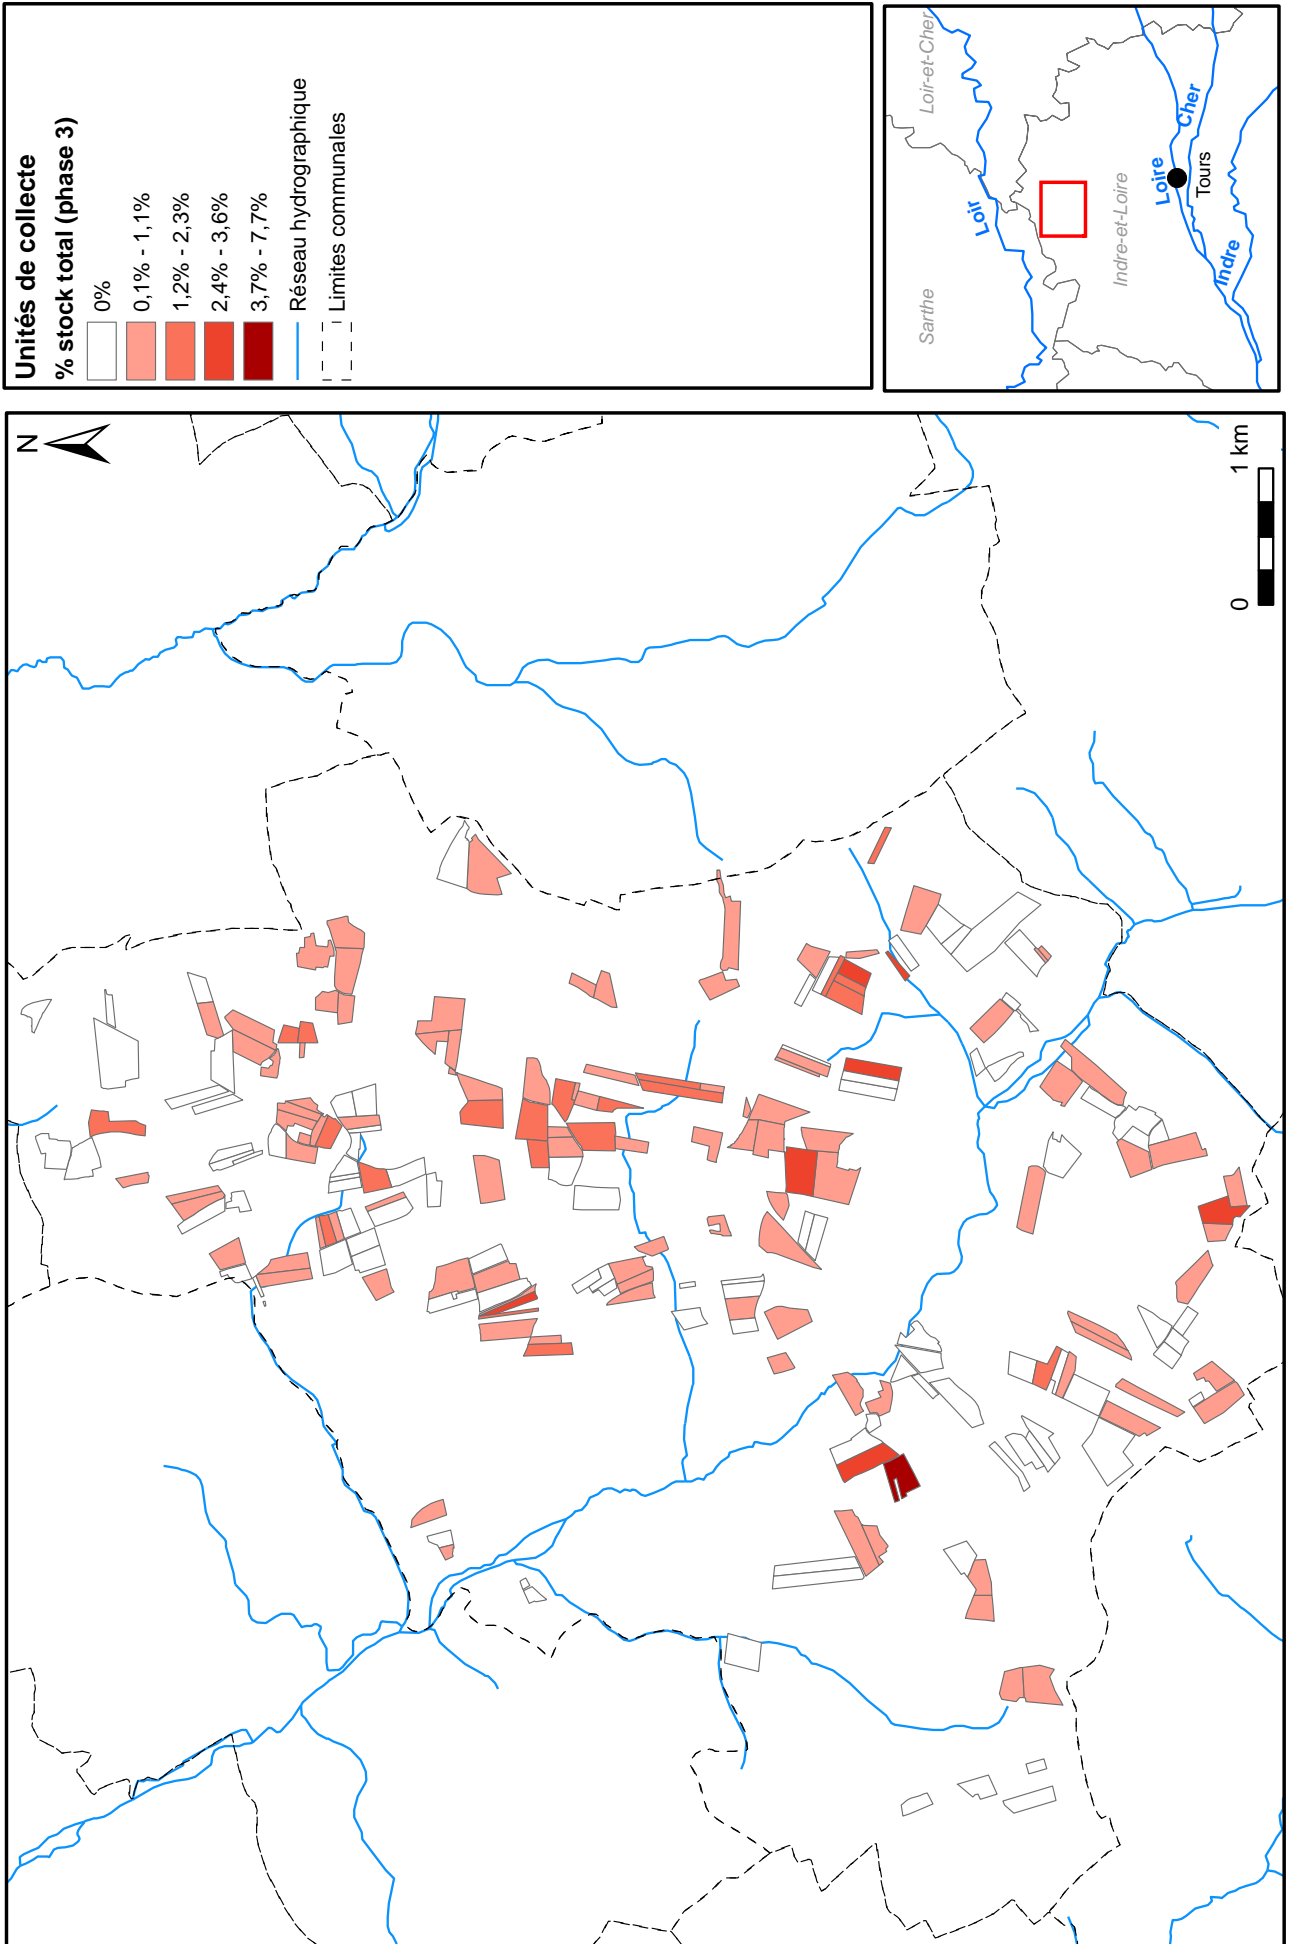 Unités de collecte
% stock total (phase 3)
0%
0,1% - 1,1%
1,2% - 2,3%
2,4% - 3,6%
3,7% - 7,7%
Réseau hydrographique
Limites communales
Sarthe
Loir-et-Cher
Loir
Indre-et-Loire
Loire
Cher
Tours
Indre
N
0
1 km